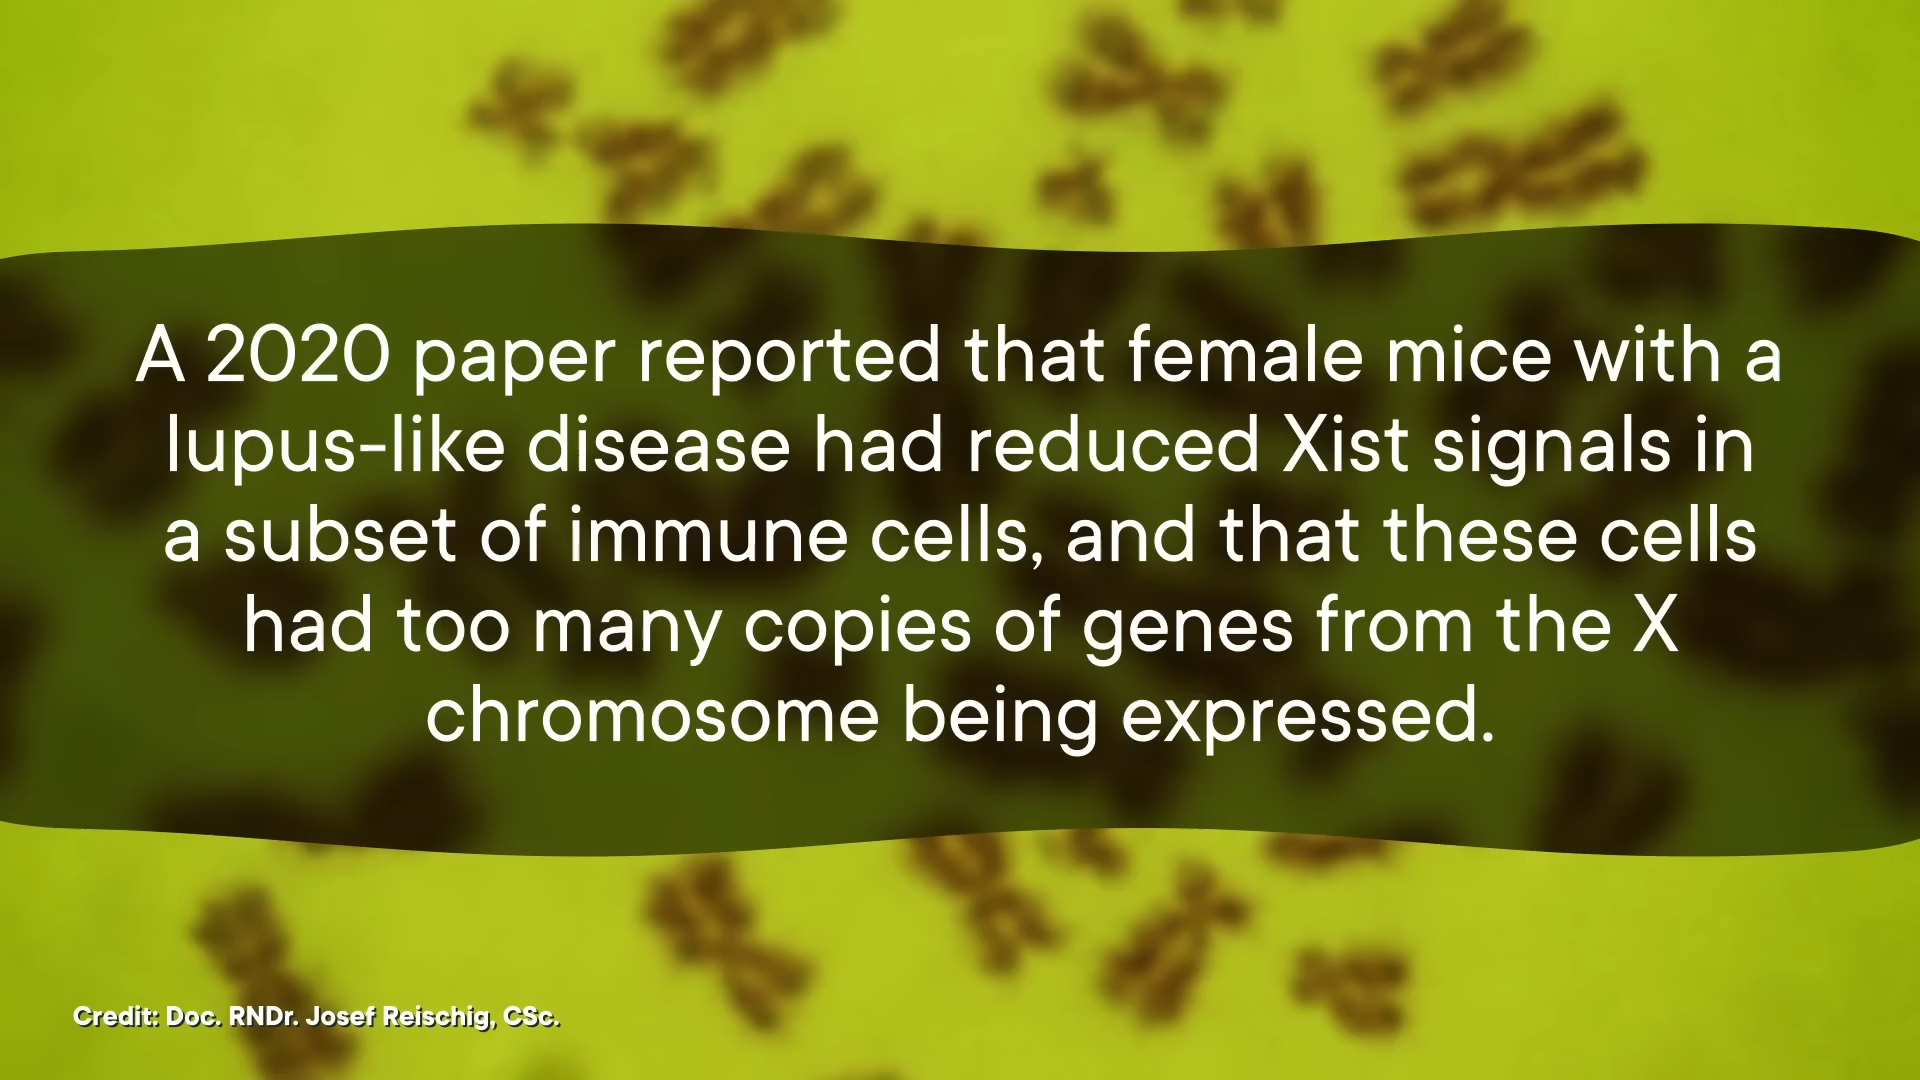 A 2020 paper reported that female mice with a
lupus-like disease had reduced Xist signals in
a subset of immune cells, and that these cells
had too many copies of genes from the X
chromosome being expressed.
Credit: Doc. RNDr. Josef Reischig, CSc.